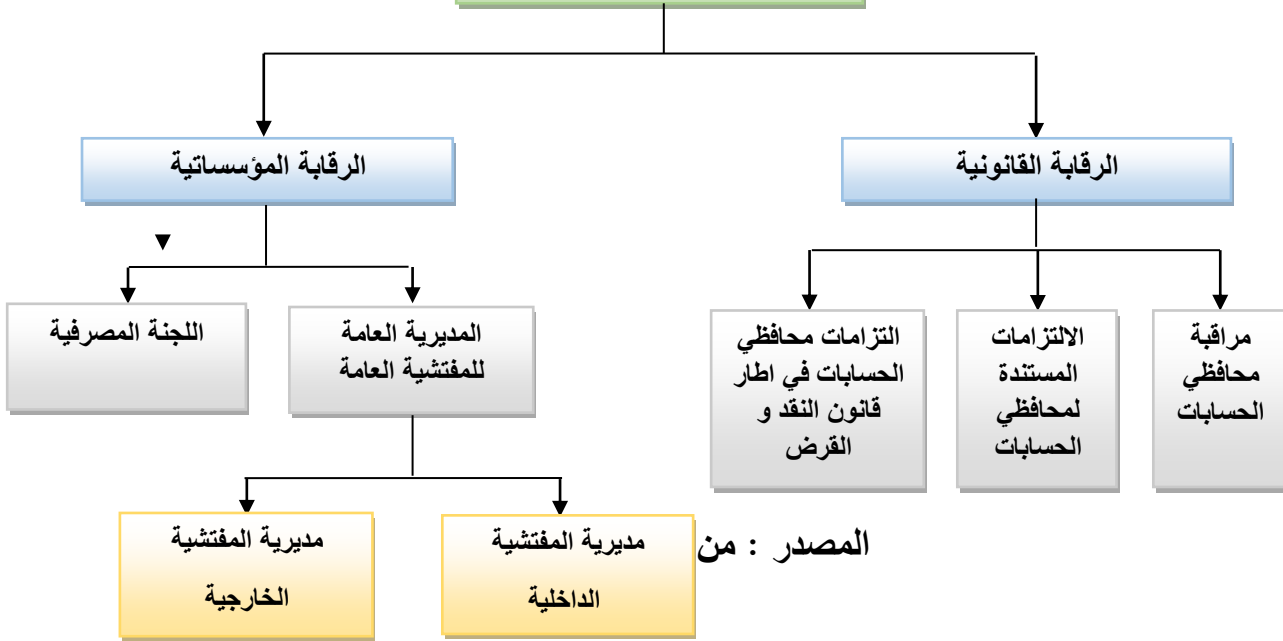 الرقابة القانونية
الرقابة المؤسساتية
مراقبة
محافظي
الحسابات
الالتزامات
المستندة
لمحافظي
الحسابات
التزامات محافظي
الحسابات في اطار
قانون النقد و
القرض
المديرية العامة
للمفتشية العامة
اللجنة المصرفية
مديرية المفتشية
الداخلية
مديرية المفتشية
الخارجية
المصدر : من